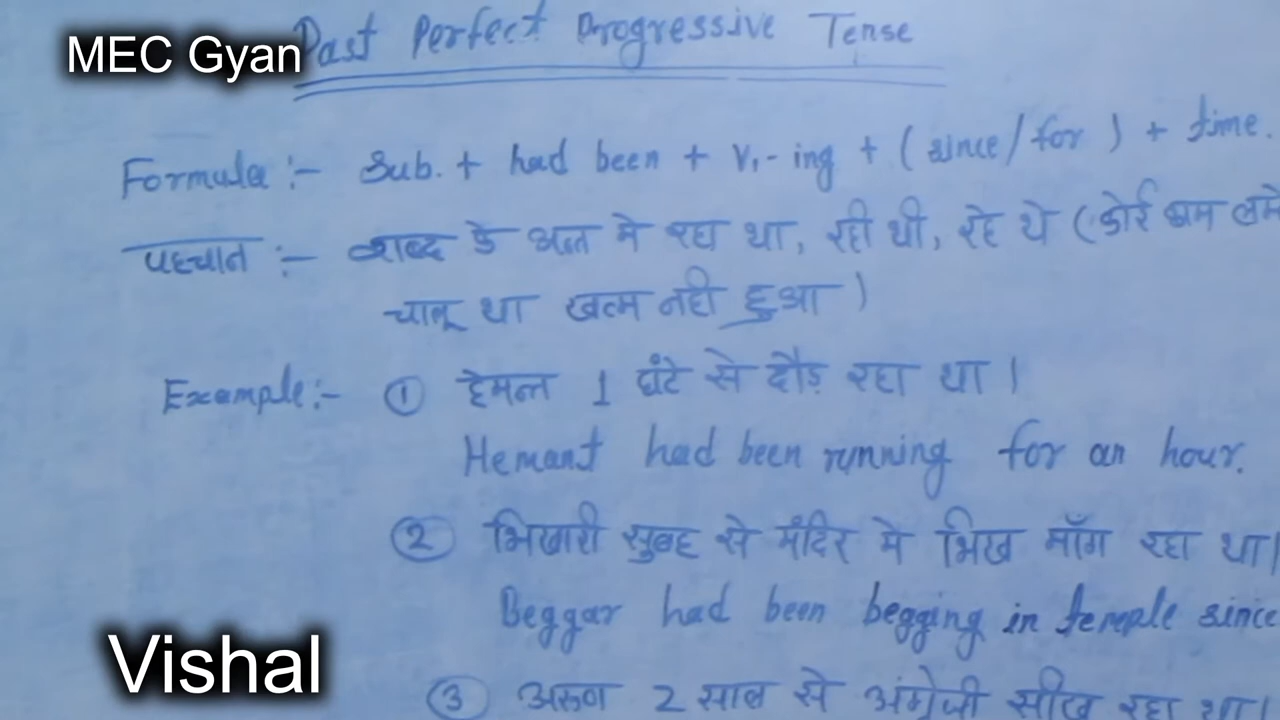 MEC Gyan
Past Perfect Progressive Tense
Formula :- Sub. + had been + V₁-ing + (since/for) + time.
पहचान :- शब्द के अन्त मे रहा था, रही थी, रहे थे (कोई काम
चालू था खत्म नही हुआ)
Example:- ① हेमन्त 1 घंटे से दौड़ रहा था।
Hemant had been running for an hour.
② भिखारी सुबह से मंदिर मे भिख माँग रहा था।
Beggar had been begging in temple since
Vishal
③ अरुण 2 साल से अंग्रेजी सीख रहा था।